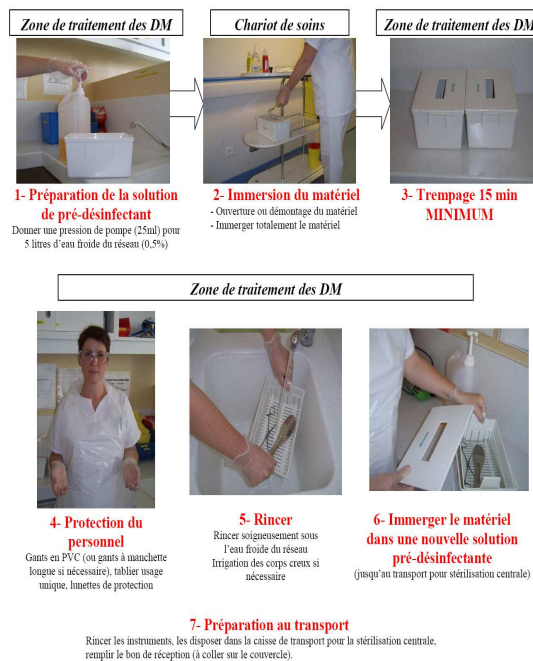 Zone de traitement des DM
Chariot de soins
Zone de traitement des DM
1- Préparation de la solution
de pré-désinfectant
Donner une pression de pompe (25ml) pour
5 litres d'eau froide du réseau (0,5%)
2- Immersion du matériel
- Ouverture ou démontage du matériel
- Immerger totalement le matériel
3- Trempage 15 min
MINIMUM
Zone de traitement des DM
4- Protection du
personnel
Gants en PVC (ou gants à manchette
longue si nécessaire), tablier usage
unique, lunettes de protection
5- Rincer
Rincer soigneusement sous
l'eau froide du réseau
Irrigation des corps creux si
nécessaire
6- Immerger le matériel
dans une nouvelle solution
pré-désinfectante
(jusqu'au transport pour stérilisation centrale)
7- Préparation au transport
Rincer les instruments, les disposer dans la caisse de transport pour la stérilisation centrale,
remplir le bon de réception (à coller sur le couvercle).